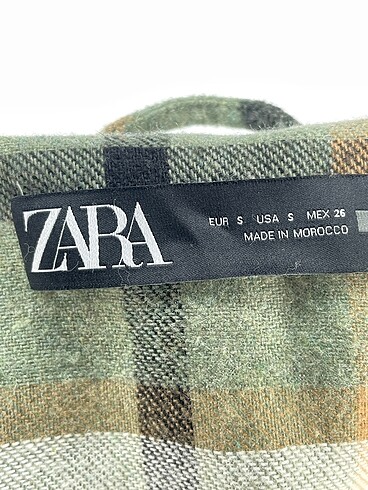 ZARA
EUR S USA S MEX 26
MADE IN MOROCCO